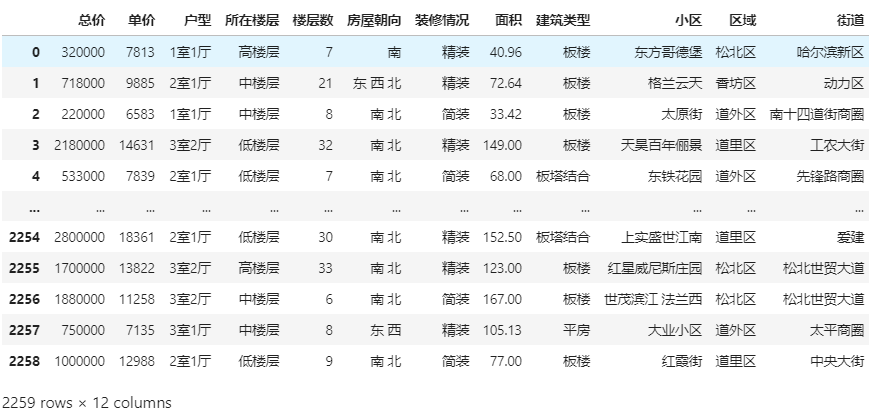 总价 单价 户型 所在楼层 楼层数 房屋朝向 装修情况 面积 建筑类型 小区 区域 街道
0 320000 7813 1室1厅 高楼层 7 南 精装 40.96 板楼 东方哥德堡 松北区 哈尔滨新区
1 718000 9885 2室1厅 中楼层 21 东 西 北 精装 72.64 板楼 格兰云天 香坊区 动力区
2 220000 6583 1室1厅 中楼层 8 南 北 简装 33.42 板楼 太原街 道外区 南十四道街商圈
3 2180000 14631 3室2厅 低楼层 32 南 北 精装 149.00 板楼 天昊百年俪景 道里区 工农大街
4 533000 7839 2室1厅 低楼层 7 南 北 简装 68.00 板塔结合 东铁花园 道外区 先锋路商圈
... ... ... ... ... ... ... ... ... ... ... ... ...
2254 2800000 18361 2室1厅 低楼层 30 南 北 精装 152.50 板塔结合 上实盛世江南 道里区 爱建
2255 1700000 13822 3室2厅 高楼层 33 南 北 精装 123.00 板楼 红星威尼斯庄园 松北区 松北世贸大道
2256 1880000 11258 3室2厅 中楼层 6 南 北 简装 167.00 板楼 世茂滨江 法兰西 松北区 松北世贸大道
2257 750000 7135 3室1厅 中楼层 8 东 西 精装 105.13 平房 大业小区 道外区 太平商圈
2258 1000000 12988 2室1厅 低楼层 9 南 北 简装 77.00 板楼 红霞街 道里区 中央大街
2259 rows × 12 columns